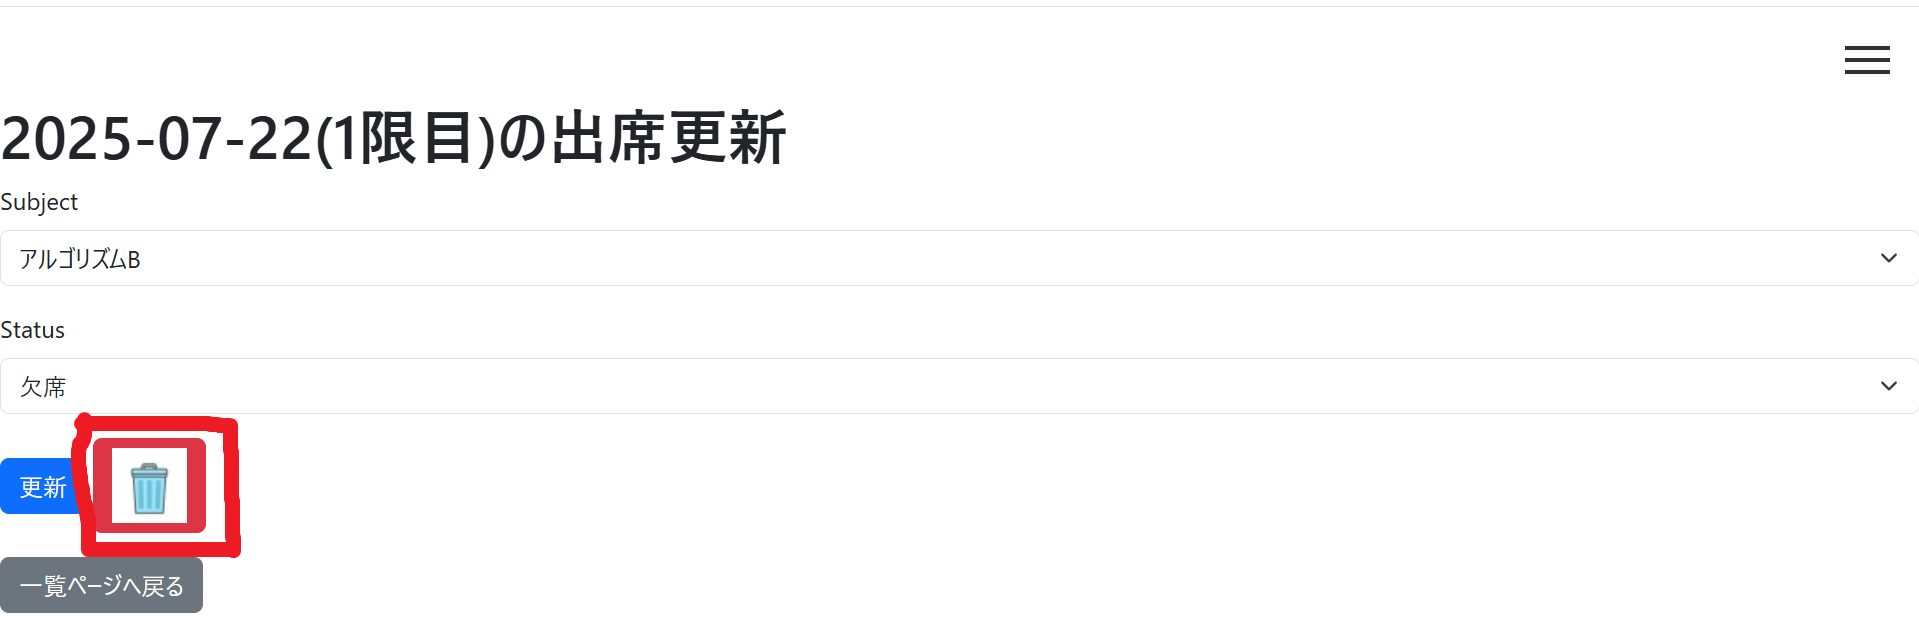 2025-07-22(1限目)の出席更新
Subject
アルゴリズムB
Status
欠席
更新
一覧ページへ戻る